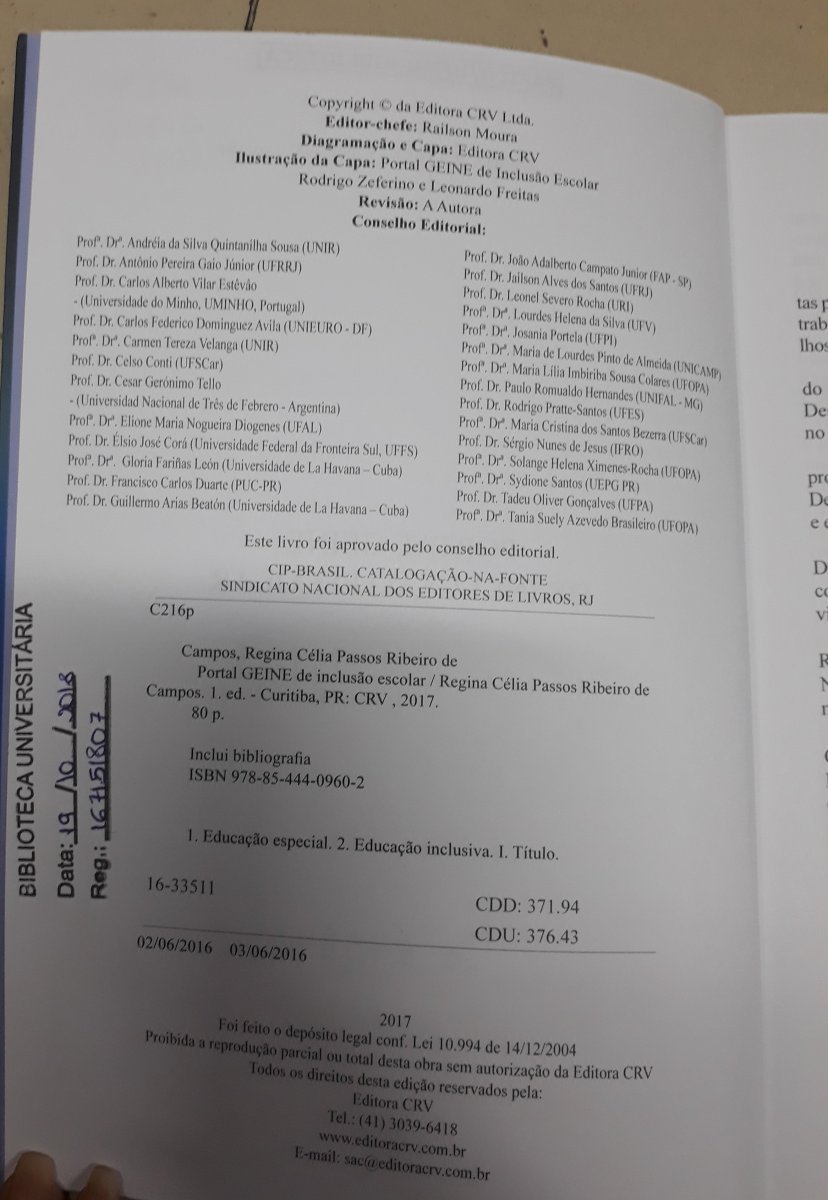 Copyright © da Editora CRV Ltda.
Editor-chefe: Railson Moura
Diagramação e Capa: Editora CRV
Ilustração da Capa: Portal GEINE de Inclusão Escolar
Rodrigo Zeferino e Leonardo Freitas
Revisão: A Autora
Conselho Editorial:
Profª. Drª. Andréia da Silva Quintanilha Sousa (UNIR)
Prof. Dr. Antônio Pereira Gaio Júnior (UFRRJ)
Prof. Dr. Carlos Alberto Vilar Estêvão
- (Universidade do Minho, UMINHO, Portugal)
Prof. Dr. Carlos Federico Dominguez Avila (UNIEURO - DF)
Profª. Drª. Carmen Tereza Velanga (UNIR)
Prof. Dr. Celso Conti (UFSCar)
Prof. Dr. Cesar Gerónimo Tello
- (Universidad Nacional de Três de Febrero - Argentina)
Profª. Drª. Elione Maria Nogueira Diogenes (UFAL)
Prof. Dr. Élsio José Corá (Universidade Federal da Fronteira Sul, UFFS)
Profª. Drª. Gloria Fariñas León (Universidade de La Havana – Cuba)
Prof. Dr. Francisco Carlos Duarte (PUC-PR)
Prof. Dr. Guillermo Arias Beatón (Universidade de La Havana – Cuba)
Prof. Dr. João Adalberto Campato Junior (FAP - SP)
Prof. Dr. Jailson Alves dos Santos (UFRJ)
Prof. Dr. Leonel Severo Rocha (URI)
Profª. Drª. Lourdes Helena da Silva (UFV)
Profª. Drª. Josania Portela (UFPI)
Profª. Drª. Maria de Lourdes Pinto de Almeida (UNICAMP)
Profª. Drª. Maria Lília Imbiriba Sousa Colares (UFOPA)
Prof. Dr. Paulo Romualdo Hernandes (UNIFAL - MG)
Prof. Dr. Rodrigo Pratte-Santos (UFES)
Profª. Drª. Maria Cristina dos Santos Bezerra (UFSCar)
Prof. Dr. Sérgio Nunes de Jesus (IFRO)
Profª. Drª. Solange Helena Ximenes-Rocha (UFOPA)
Profª. Drª. Sydione Santos (UEPG PR)
Prof. Dr. Tadeu Oliver Gonçalves (UFPA)
Profª. Drª. Tania Suely Azevedo Brasileiro (UFOPA)
Este livro foi aprovado pelo conselho editorial.
CIP-BRASIL. CATALOGAÇÃO-NA-FONTE
SINDICATO NACIONAL DOS EDITORES DE LIVROS, RJ
C216p
Campos, Regina Célia Passos Ribeiro de
Portal GEINE de inclusão escolar / Regina Célia Passos Ribeiro de
Campos. 1. ed. - Curitiba, PR: CRV , 2017.
80 p.
Inclui bibliografia
ISBN 978-85-444-0960-2
1. Educação especial. 2. Educação inclusiva. I. Título.
16-33511
CDD: 371.94
CDU: 376.43
02/06/2016 03/06/2016
2017
Foi feito o depósito legal conf. Lei 10.994 de 14/12/2004
Proibida a reprodução parcial ou total desta obra sem autorização da Editora CRV
Todos os direitos desta edição reservados pela:
Editora CRV
Tel.: (41) 3039-6418
www.editoracrv.com.br
E-mail: sac@editoracrv.com.br
BIBLIOTECA UNIVERSITÁRIA
Data: 19/10/2018
Reg.: 167151807
tas p
trab
lhos
do
De
no
pro
De
e
D
co
vi
R
N